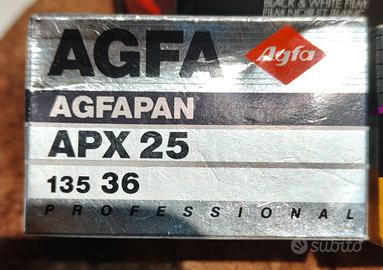 BLACK & WHITE FILM
AGFA
Agfa
AGFAPAN
APX 25
135 36
PROFESSIONAL
subito